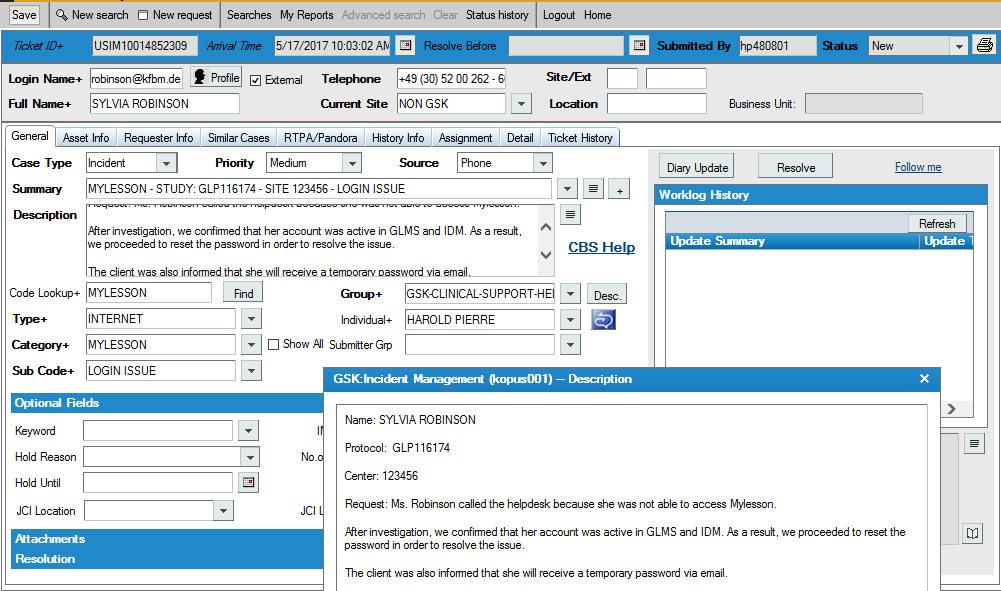 Save New search New request Searches My Reports Advanced search Clear Status history Logout Home
Ticket ID+ USIM10014852309 Arrival Time 5/17/2017 10:03:02 AM Resolve Before Submitted By hp480801 Status New
Login Name+ robinson@kfbm.de Profile External Telephone +49 (30) 52 00 262 - 6 Site/Ext
Full Name+ SYLVIA ROBINSON Current Site NON GSK Location Business Unit:
General Asset Info Requester Info Similar Cases RTPA/Pandora History Info Assignment Detail Ticket History
Case Type Incident Priority Medium Source Phone
Diary Update Resolve Follow me
Summary MYLESSON - STUDY: GLP116174 - SITE 123456 - LOGIN ISSUE +
Worklog History
Description Request: Ms. Robinson called the helpdesk because she was not able to access Mylesson.
After investigation, we confirmed that her account was active in GLMS and IDM. As a result,
we proceeded to reset the password in order to resolve the issue.
The client was also informed that she will receive a temporary password via email.
CBS Help
Refresh
Update Summary Update T
Code Lookup+ MYLESSON Find Group+ GSK-CLINICAL-SUPPORT-HEL Desc.
Type+ INTERNET Individual+ HAROLD PIERRE
Category+ MYLESSON Show All Submitter Grp
Sub Code+ LOGIN ISSUE
Optional Fields
Keyword
Hold Reason No.o
Hold Until
JCI Location JCI L
Attachments
Resolution
GSK:Incident Management (kopus001) -- Description ×
Name: SYLVIA ROBINSON
Protocol: GLP116174
Center: 123456
Request: Ms. Robinson called the helpdesk because she was not able to access Mylesson.
After investigation, we confirmed that her account was active in GLMS and IDM. As a result, we proceeded to reset the
password in order to resolve the issue.
The client was also informed that she will receive a temporary password via email.